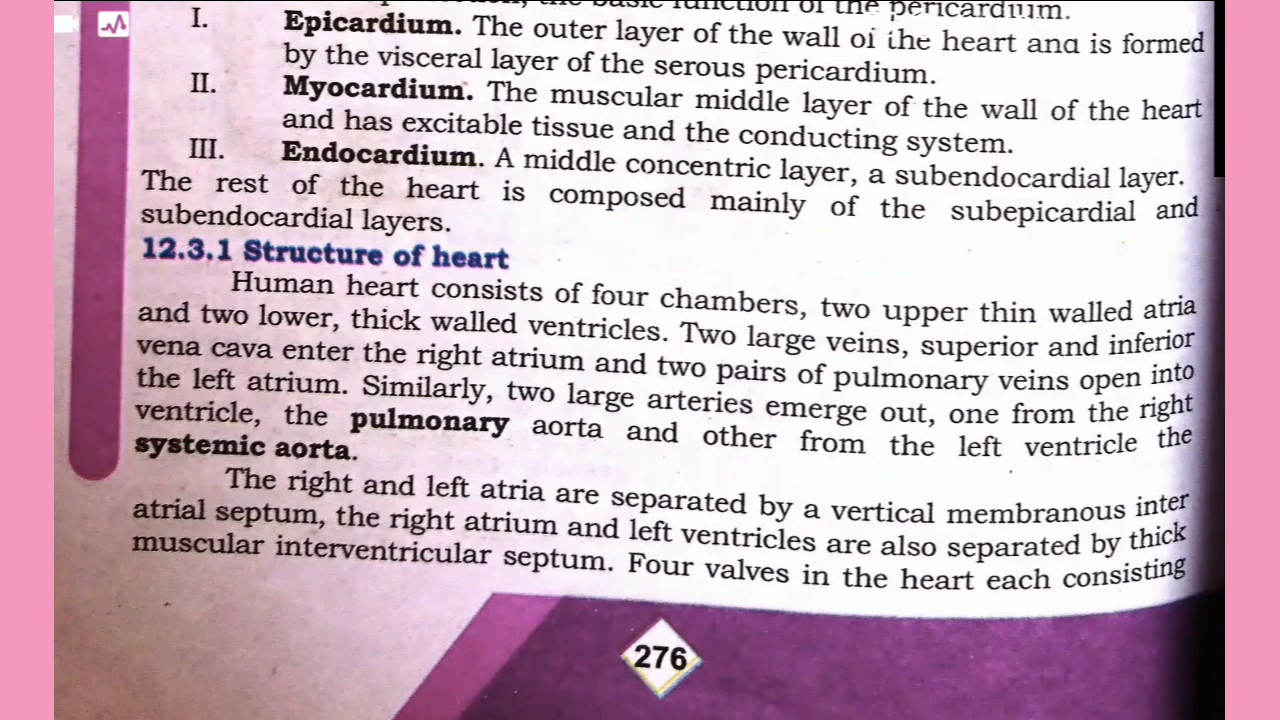 the basic function of the pericardium.
I. Epicardium. The outer layer of the wall of the heart and is formed
by the visceral layer of the serous pericardium.
II. Myocardium. The muscular middle layer of the wall of the heart
and has excitable tissue and the conducting system.
III. Endocardium. A middle concentric layer, a subendocardial layer.
The rest of the heart is composed mainly of the subepicardial and
subendocardial layers.
12.3.1 Structure of heart
Human heart consists of four chambers, two upper thin walled atria
and two lower, thick walled ventricles. Two large veins, superior and inferior
vena cava enter the right atrium and two pairs of pulmonary veins open into
the left atrium. Similarly, two large arteries emerge out, one from the right
ventricle, the pulmonary aorta and other from the left ventricle the
systemic aorta.
The right and left atria are separated by a vertical membranous inter
atrial septum, the right atrium and left ventricles are also separated by thick
muscular interventricular septum. Four valves in the heart each consisting
276